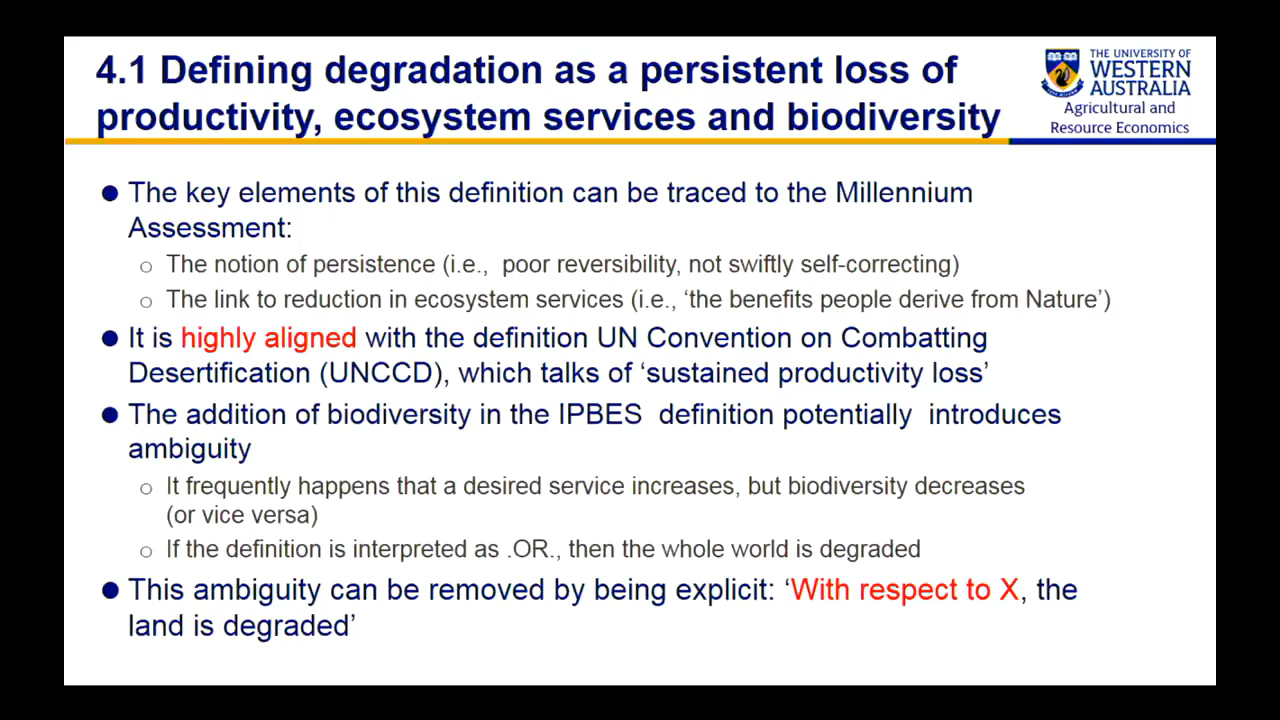 4.1 Defining degradation as a persistent loss of
productivity, ecosystem services and biodiversity
THE UNIVERSITY OF
WESTERN
AUSTRALIA
Agricultural and
Resource Economics
The key elements of this definition can be traced to the Millennium
Assessment:
The notion of persistence (i.e., poor reversibility, not swiftly self-correcting)
The link to reduction in ecosystem services (i.e., ‘the benefits people derive from Nature’)
It is highly aligned with the definition UN Convention on Combatting
Desertification (UNCCD), which talks of ‘sustained productivity loss’
The addition of biodiversity in the IPBES definition potentially introduces
ambiguity
It frequently happens that a desired service increases, but biodiversity decreases
(or vice versa)
If the definition is interpreted as .OR., then the whole world is degraded
This ambiguity can be removed by being explicit: ‘With respect to X, the
land is degraded’